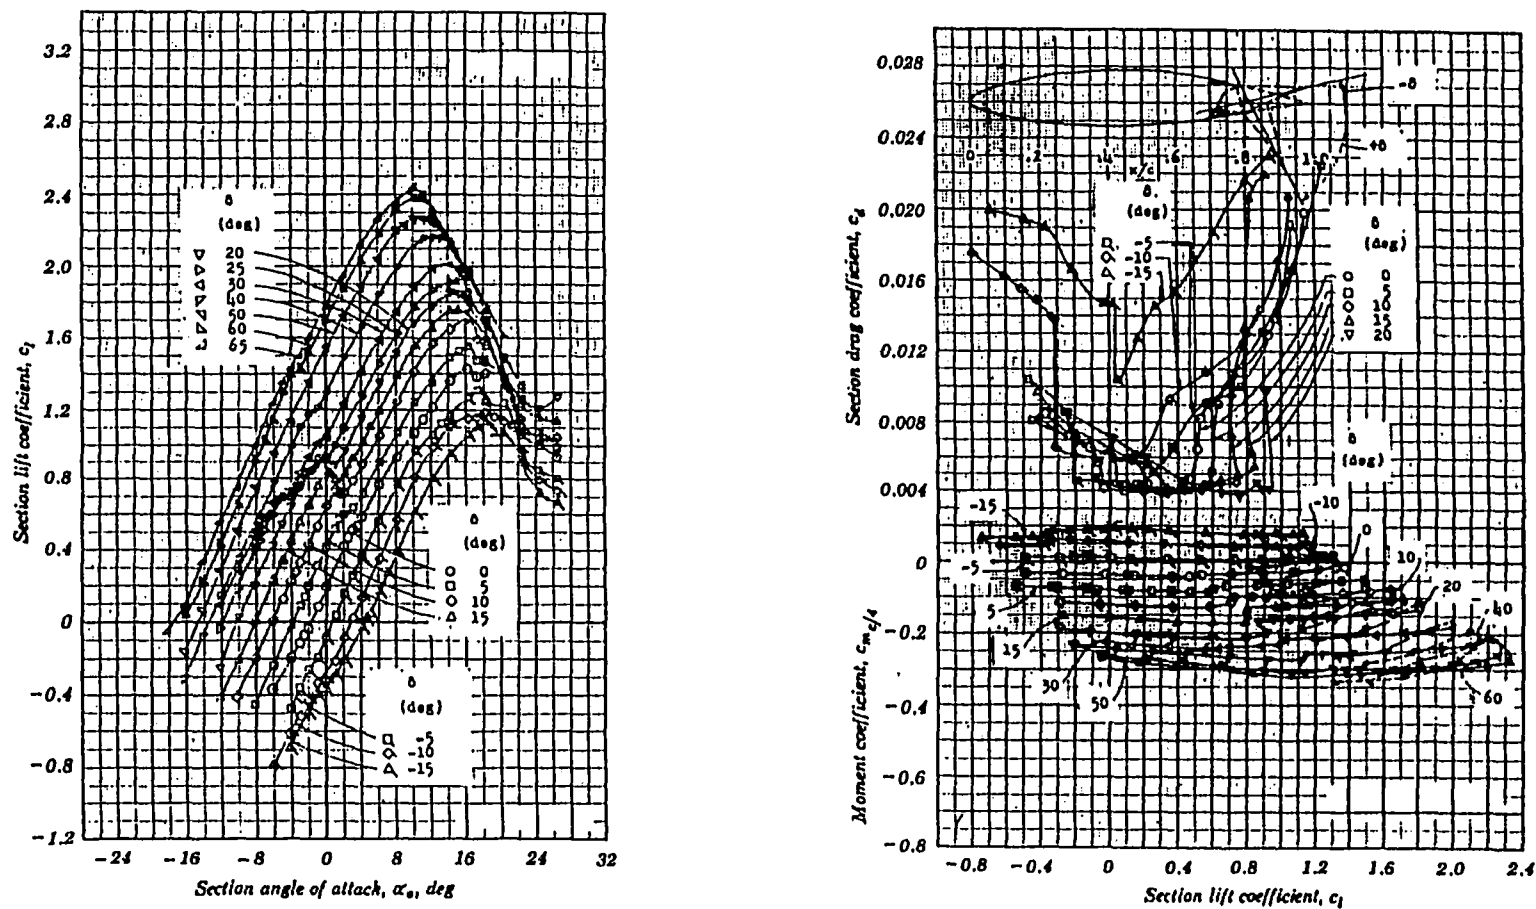 3.2
2.8
2.4
2.0
1.6
1.2
0.8
0.4
0
-0.4
-0.8
-1.2
Section lift coefficient, c_l
-24 -16 -8 0 8 16 24 32
Section angle of attack, α_o, deg
δ
(deg)
20
25
30
40
50
60
65
δ
(deg)
0
5
10
15
δ
(deg)
-5
-10
-15
0.028
0.024
0.020
0.016
0.012
0.008
0.004
0
-0.2
-0.4
-0.6
-0.8
Section drag coefficient, c_d
Moment coefficient, c_m c/4
-δ
+δ
0 .2 .4 .6 .8 1.0
x/c
δ
(deg)
-5
-10
-15
δ
(deg)
0
5
10
15
20
δ
(deg)
-15
-10
0
-5
10
5
20
-40
15
30
50
-60
-0.8 -0.4 0 0.4 0.8 1.2 1.6 2.0 2.4
Section lift coefficient, c_l